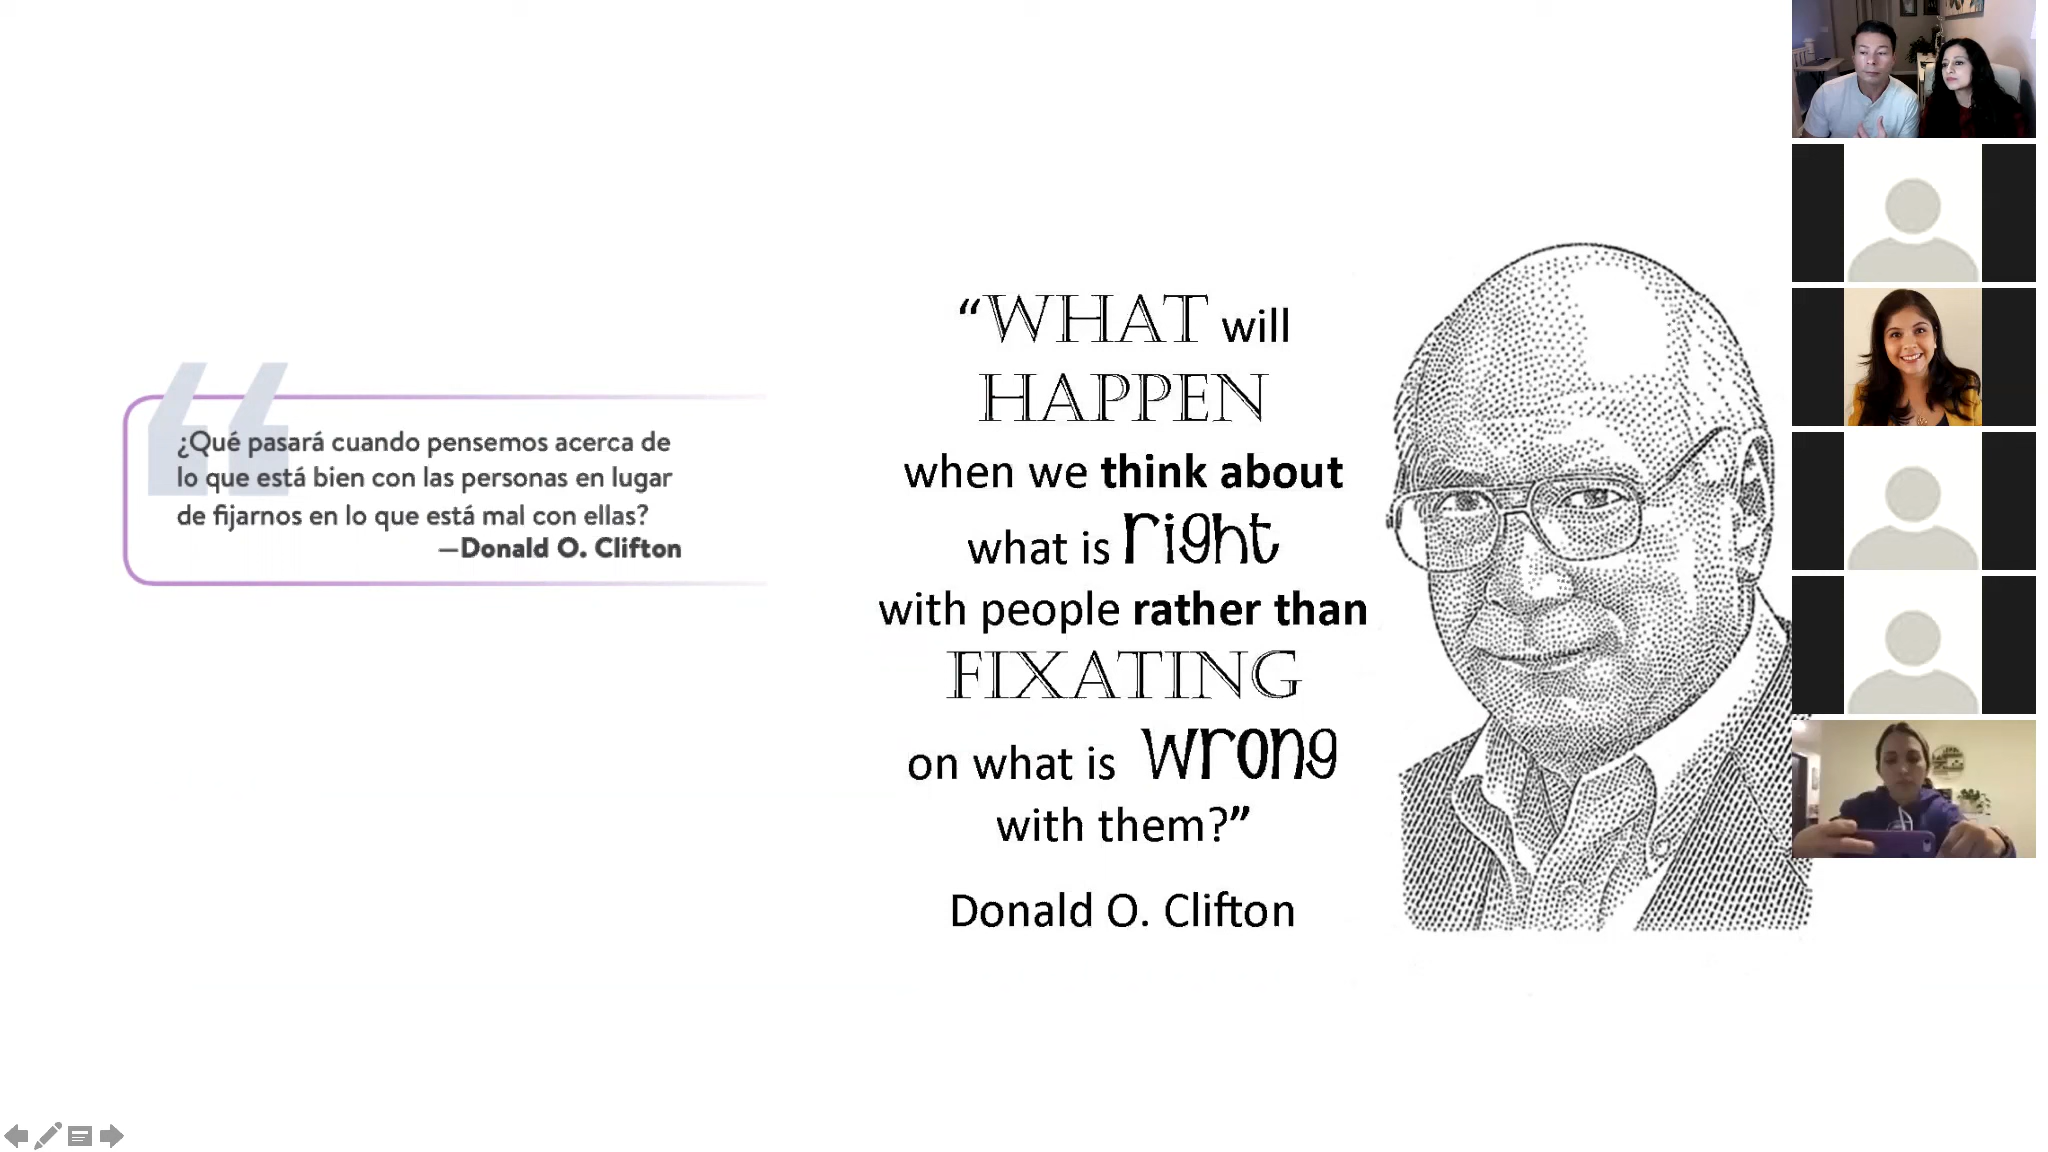 ¿Qué pasará cuando pensemos acerca de
lo que está bien con las personas en lugar
de fijarnos en lo que está mal con ellas?
—Donald O. Clifton
“WHAT will
HAPPEN
when we think about
what is right
with people rather than
FIXATING
on what is wrong
with them?”
Donald O. Clifton